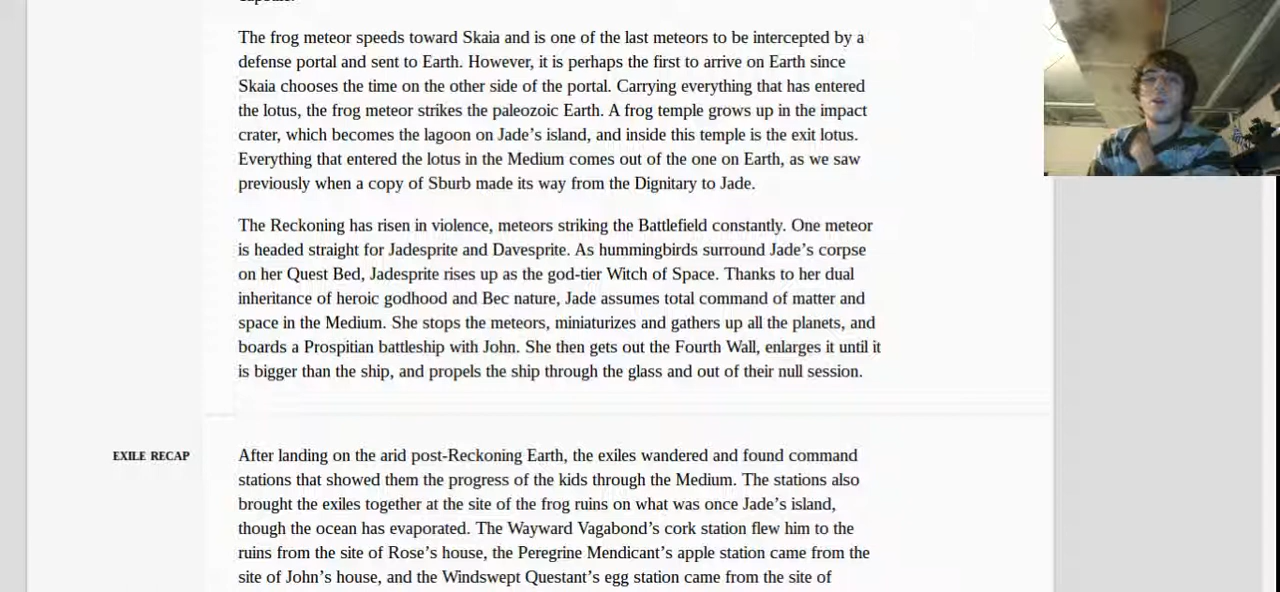 The frog meteor speeds toward Skaia and is one of the last meteors to be intercepted by a
defense portal and sent to Earth. However, it is perhaps the first to arrive on Earth since
Skaia chooses the time on the other side of the portal. Carrying everything that has entered
the lotus, the frog meteor strikes the paleozoic Earth. A frog temple grows up in the impact
crater, which becomes the lagoon on Jade’s island, and inside this temple is the exit lotus.
Everything that entered the lotus in the Medium comes out of the one on Earth, as we saw
previously when a copy of Sburb made its way from the Dignitary to Jade.
The Reckoning has risen in violence, meteors striking the Battlefield constantly. One meteor
is headed straight for Jadesprite and Davesprite. As hummingbirds surround Jade’s corpse
on her Quest Bed, Jadesprite rises up as the god-tier Witch of Space. Thanks to her dual
inheritance of heroic godhood and Bec nature, Jade assumes total command of matter and
space in the Medium. She stops the meteors, miniaturizes and gathers up all the planets, and
boards a Prospitian battleship with John. She then gets out the Fourth Wall, enlarges it until it
is bigger than the ship, and propels the ship through the glass and out of their null session.
EXILE RECAP
After landing on the arid post-Reckoning Earth, the exiles wandered and found command
stations that showed them the progress of the kids through the Medium. The stations also
brought the exiles together at the site of the frog ruins on what was once Jade’s island,
though the ocean has evaporated. The Wayward Vagabond’s cork station flew him to the
ruins from the site of Rose’s house, the Peregrine Mendicant’s apple station came from the
site of John’s house, and the Windswept Questant’s egg station came from the site of